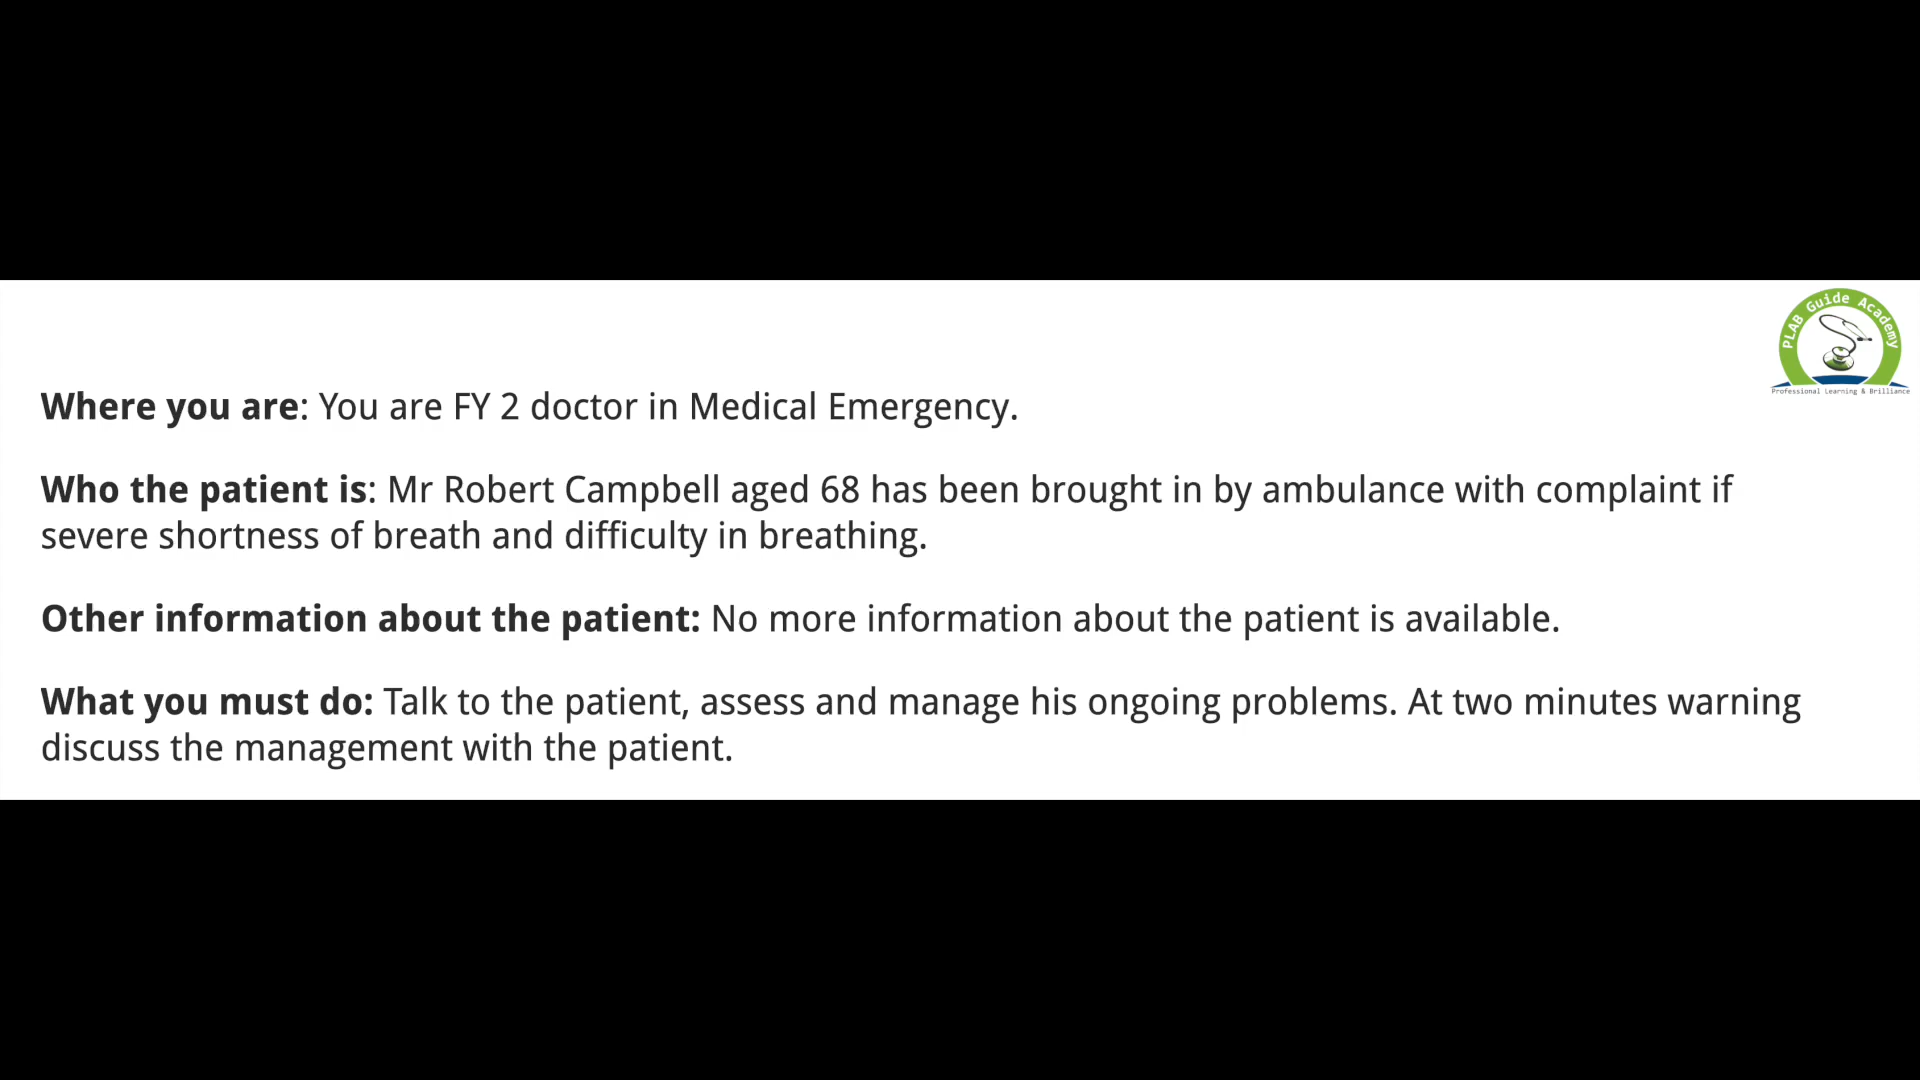 PLAB Guide Academy
Professional Learning & Brilliance
Where you are: You are FY 2 doctor in Medical Emergency.
Who the patient is: Mr Robert Campbell aged 68 has been brought in by ambulance with complaint if
severe shortness of breath and difficulty in breathing.
Other information about the patient: No more information about the patient is available.
What you must do: Talk to the patient, assess and manage his ongoing problems. At two minutes warning
discuss the management with the patient.